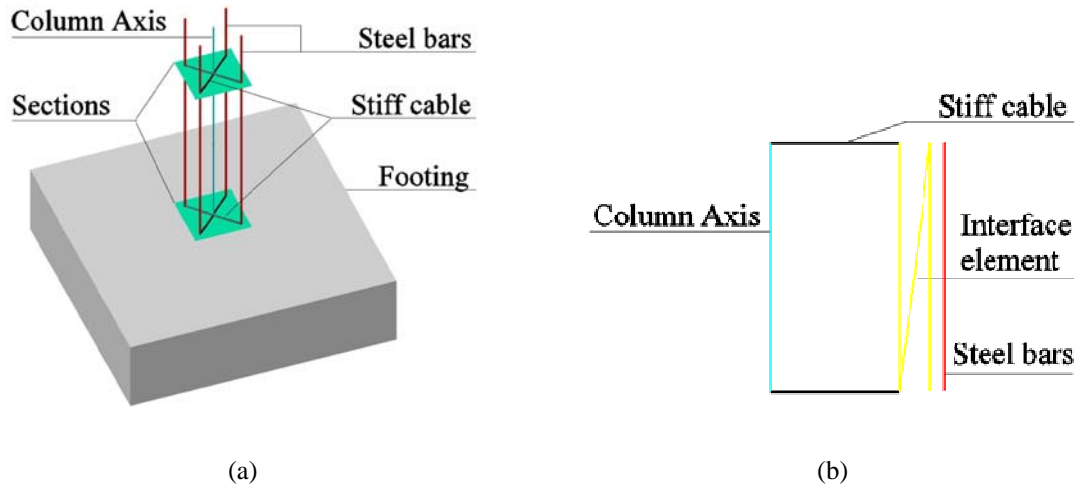 Column Axis
Steel bars
Sections
Stiff cable
Footing
(a)
Stiff cable
Column Axis
Interface
element
Steel bars
(b)